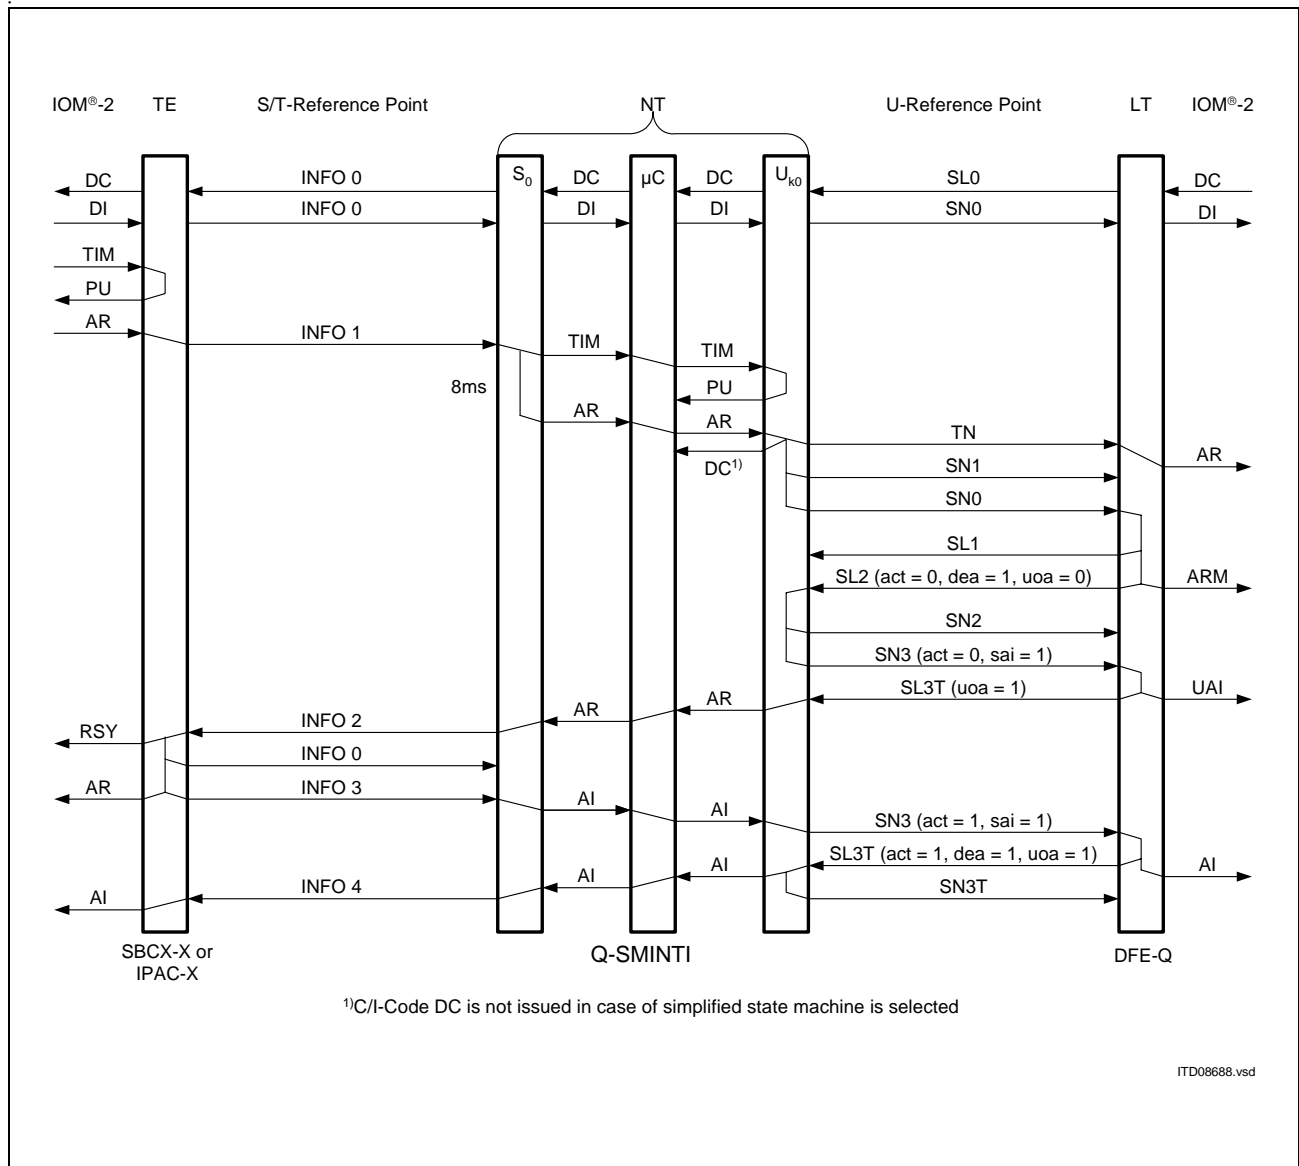 IOM®-2 TE S/T-Reference Point NT U-Reference Point LT IOM®-2
S0 µC Uk0
DC INFO 0 DC DC SL0 DC
DI INFO 0 DI DI SN0 DI
TIM
PU
AR INFO 1 TIM TIM
8ms PU
AR AR TN AR
DC1) SN1
SN0
SL1
SL2 (act = 0, dea = 1, uoa = 0) ARM
SN2
SN3 (act = 0, sai = 1)
AR AR SL3T (uoa = 1) UAI
RSY INFO 2
INFO 0
AR INFO 3 AI AI SN3 (act = 1, sai = 1)
SL3T (act = 1, dea = 1, uoa = 1)
AI INFO 4 AI AI SN3T AI
SBCX-X or
IPAC-X
Q-SMINTI DFE-Q
1)C/I-Code DC is not issued in case of simplified state machine is selected
ITD08688.vsd